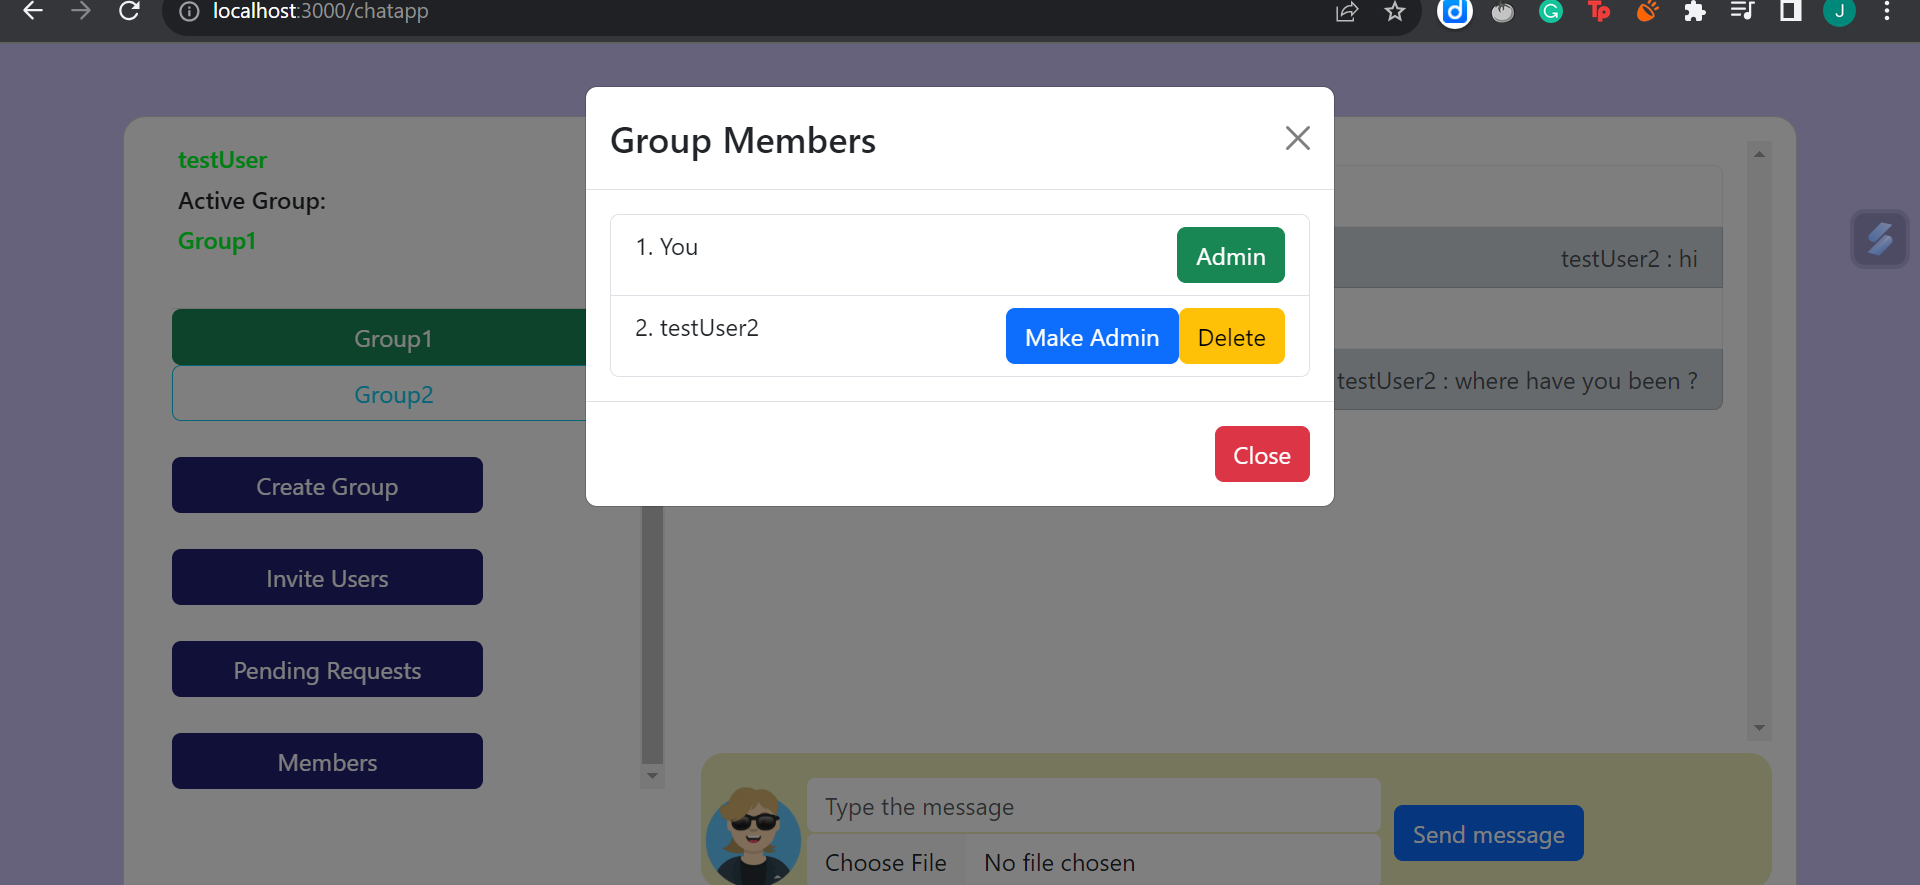 localhost:3000/chatapp
J
testUser
Active Group:
Group1
Group1
Group2
Create Group
Invite Users
Pending Requests
Members
Group Members
1. You
Admin
2. testUser2
Make Admin
Delete
Close
testUser2 : hi
testUser2 : where have you been ?
Type the message
Choose File No file chosen
Send message